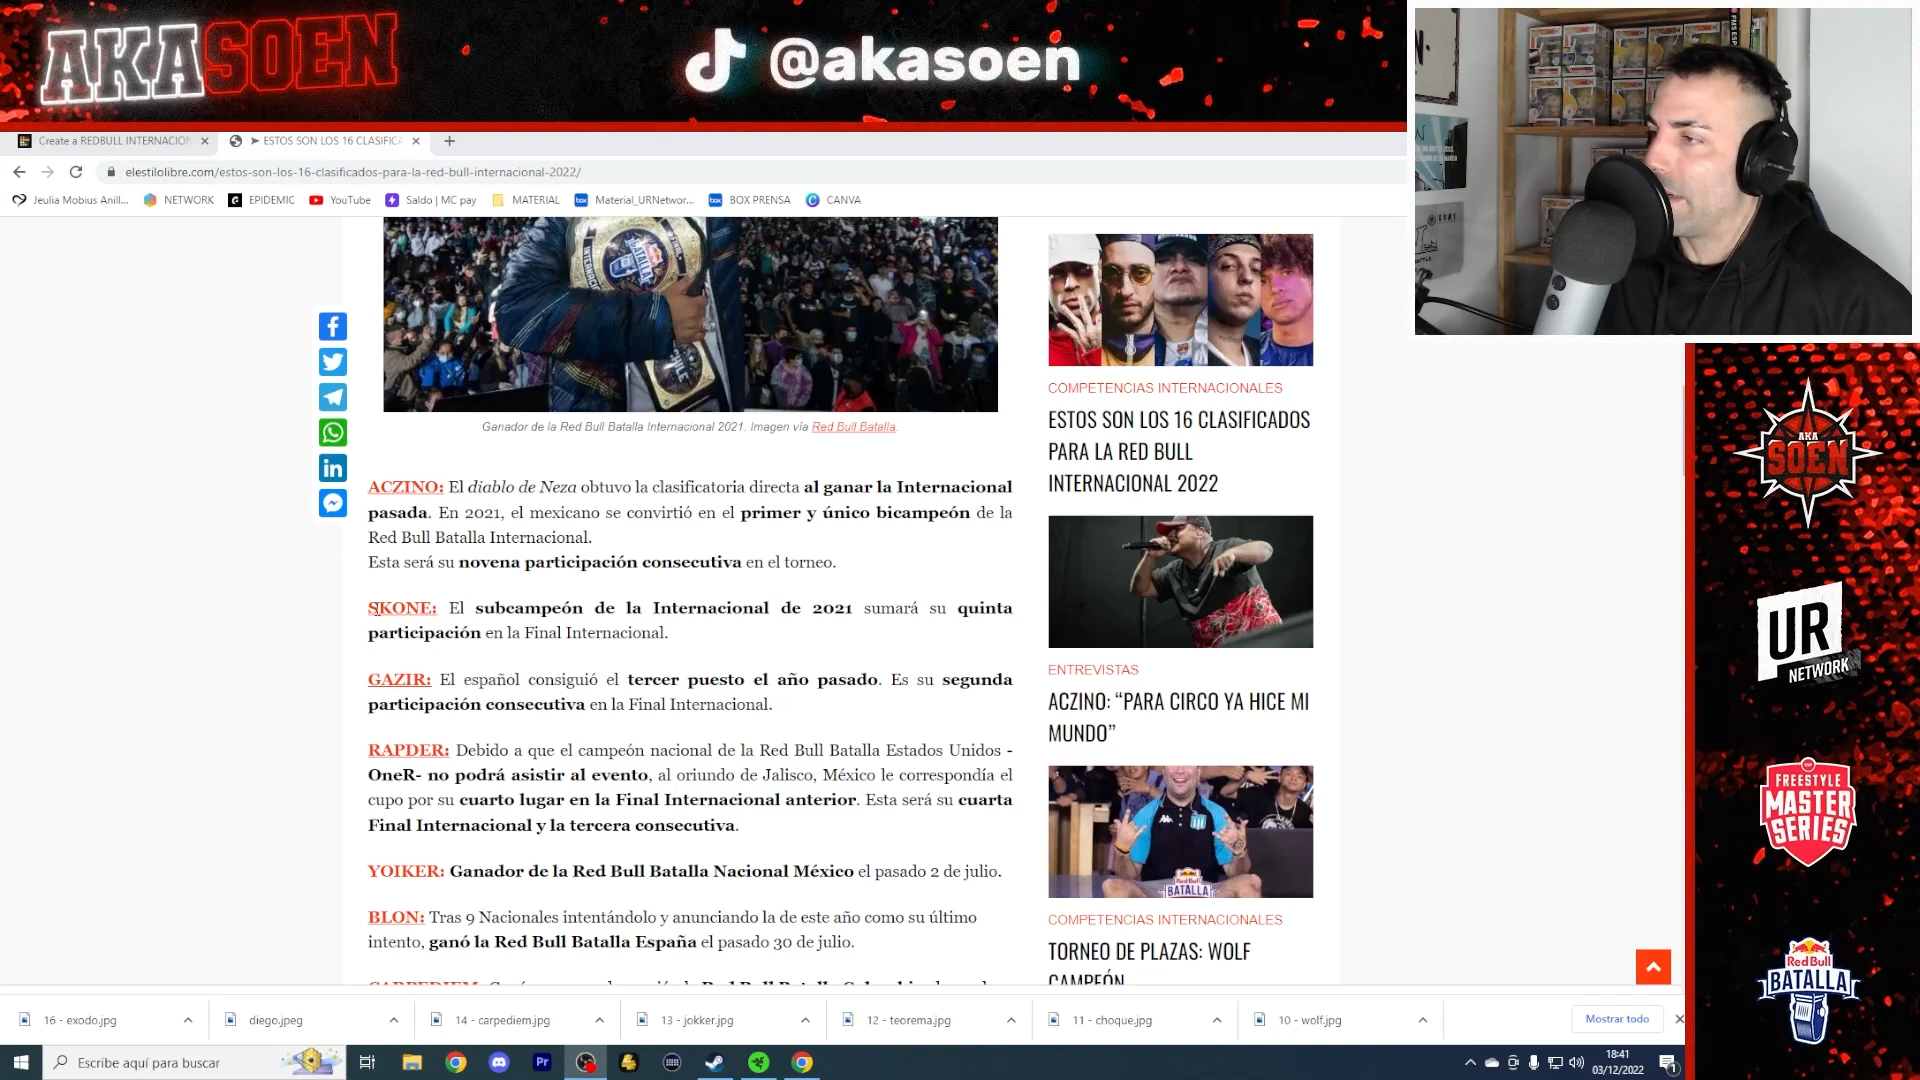 AKASOEN
@akasoen
Create a REDBULL INTERNACION
➤ ESTOS SON LOS 16 CLASIFICA
elestilolibre.com/estos-son-los-16-clasificados-para-la-red-bull-internacional-2022/
Jeulia Mobius Anill...
NETWORK
EPIDEMIC
YouTube
Saldo | MC pay
MATERIAL
Material_URNetwor...
BOX PRENSA
CANVA
Ganador de la Red Bull Batalla Internacional 2021. Imagen vía Red Bull Batalla.
ACZINO: El diablo de Neza obtuvo la clasificatoria directa al ganar la Internacional
pasada. En 2021, el mexicano se convirtió en el primer y único bicampeón de la
Red Bull Batalla Internacional.
Esta será su novena participación consecutiva en el torneo.
SKONE: El subcampeón de la Internacional de 2021 sumará su quinta
participación en la Final Internacional.
GAZIR: El español consiguió el tercer puesto el año pasado. Es su segunda
participación consecutiva en la Final Internacional.
RAPDER: Debido a que el campeón nacional de la Red Bull Batalla Estados Unidos -
OneR- no podrá asistir al evento, al oriundo de Jalisco, México le correspondía el
cupo por su cuarto lugar en la Final Internacional anterior. Esta será su cuarta
Final Internacional y la tercera consecutiva.
YOIKER: Ganador de la Red Bull Batalla Nacional México el pasado 2 de julio.
BLON: Tras 9 Nacionales intentándolo y anunciando la de este año como su último
intento, ganó la Red Bull Batalla España el pasado 30 de julio.
COMPETENCIAS INTERNACIONALES
ESTOS SON LOS 16 CLASIFICADOS
PARA LA RED BULL
INTERNACIONAL 2022
ENTREVISTAS
ACZINO: “PARA CIRCO YA HICE MI
MUNDO”
Red Bull
BATALLA
COMPETENCIAS INTERNACIONALES
TORNEO DE PLAZAS: WOLF
CAMPEÓN
AKA
SOEN
UR
NETWORK
FREESTYLE
MASTER
SERIES
Red Bull
BATALLA
16 - exodo.jpg
diego.jpeg
14 - carpediem.jpg
13 - jokker.jpg
12 - teorema.jpg
11 - choque.jpg
10 - wolf.jpg
Mostrar todo
Escribe aquí para buscar
18:41
03/12/2022